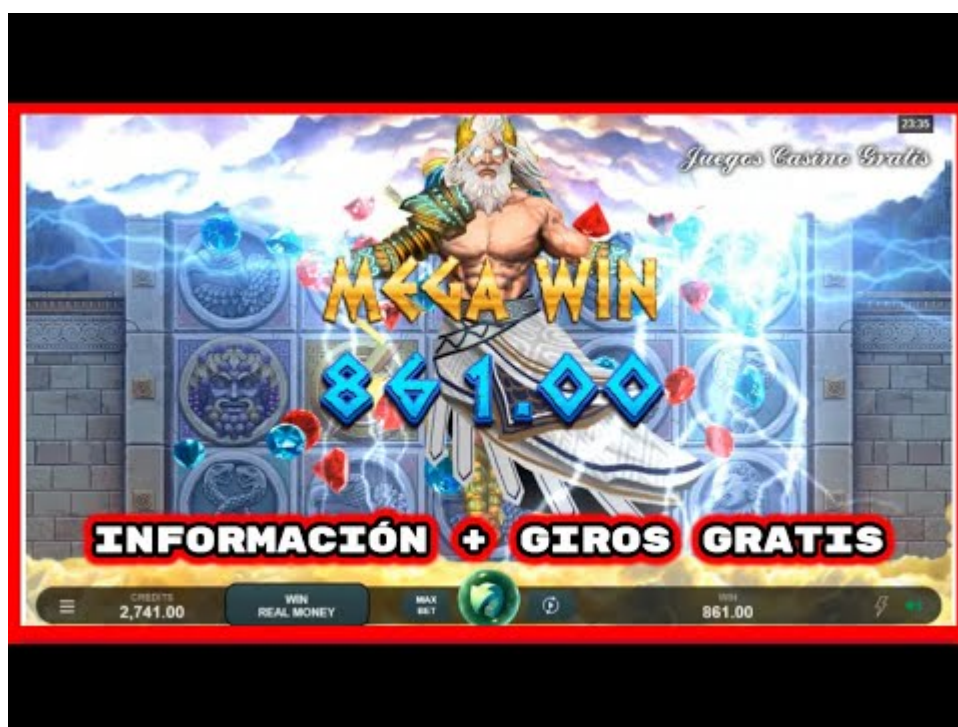 23:35
Juegos Casino Gratis
MEGA WIN
861.00
INFORMACIÓN + GIROS GRATIS
CREDITS
2,741.00
WIN
REAL MONEY
MAX
BET
WIN
861.00